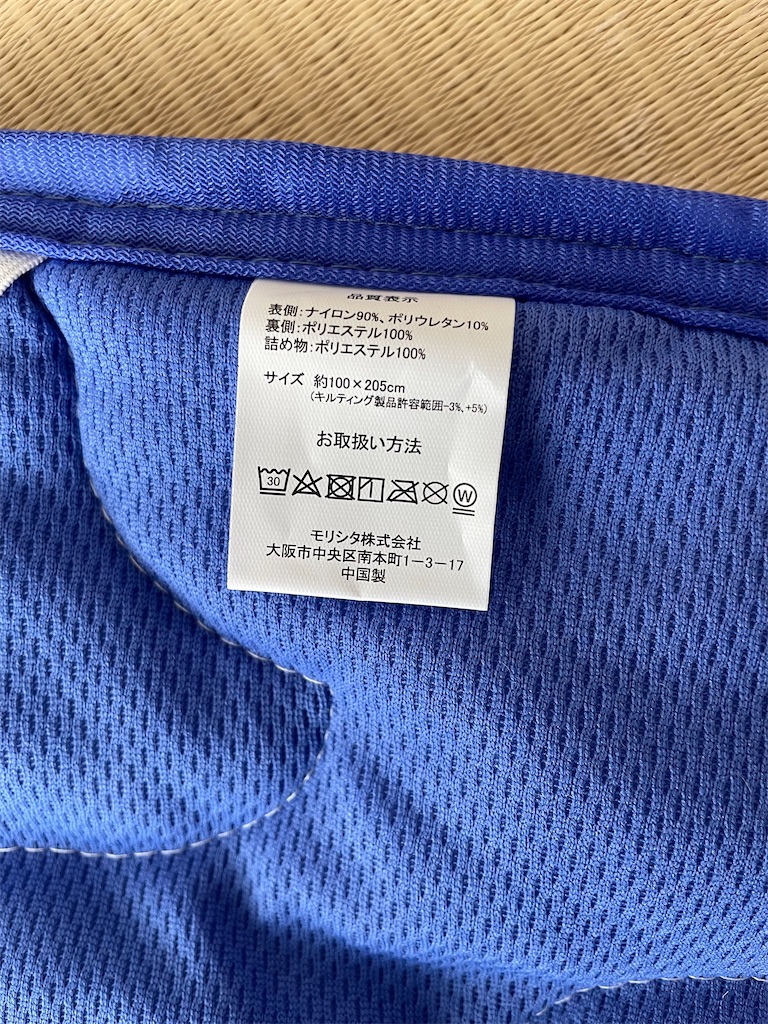 品質表示
表側:ナイロン90%、ポリウレタン10%
裏側:ポリエステル100%
詰め物:ポリエステル100%
サイズ 約100×205cm
(キルティング製品許容範囲-3%、+5%)
お取扱い方法
30 W
モリシタ株式会社
大阪市中央区南本町1-3-17
中国製